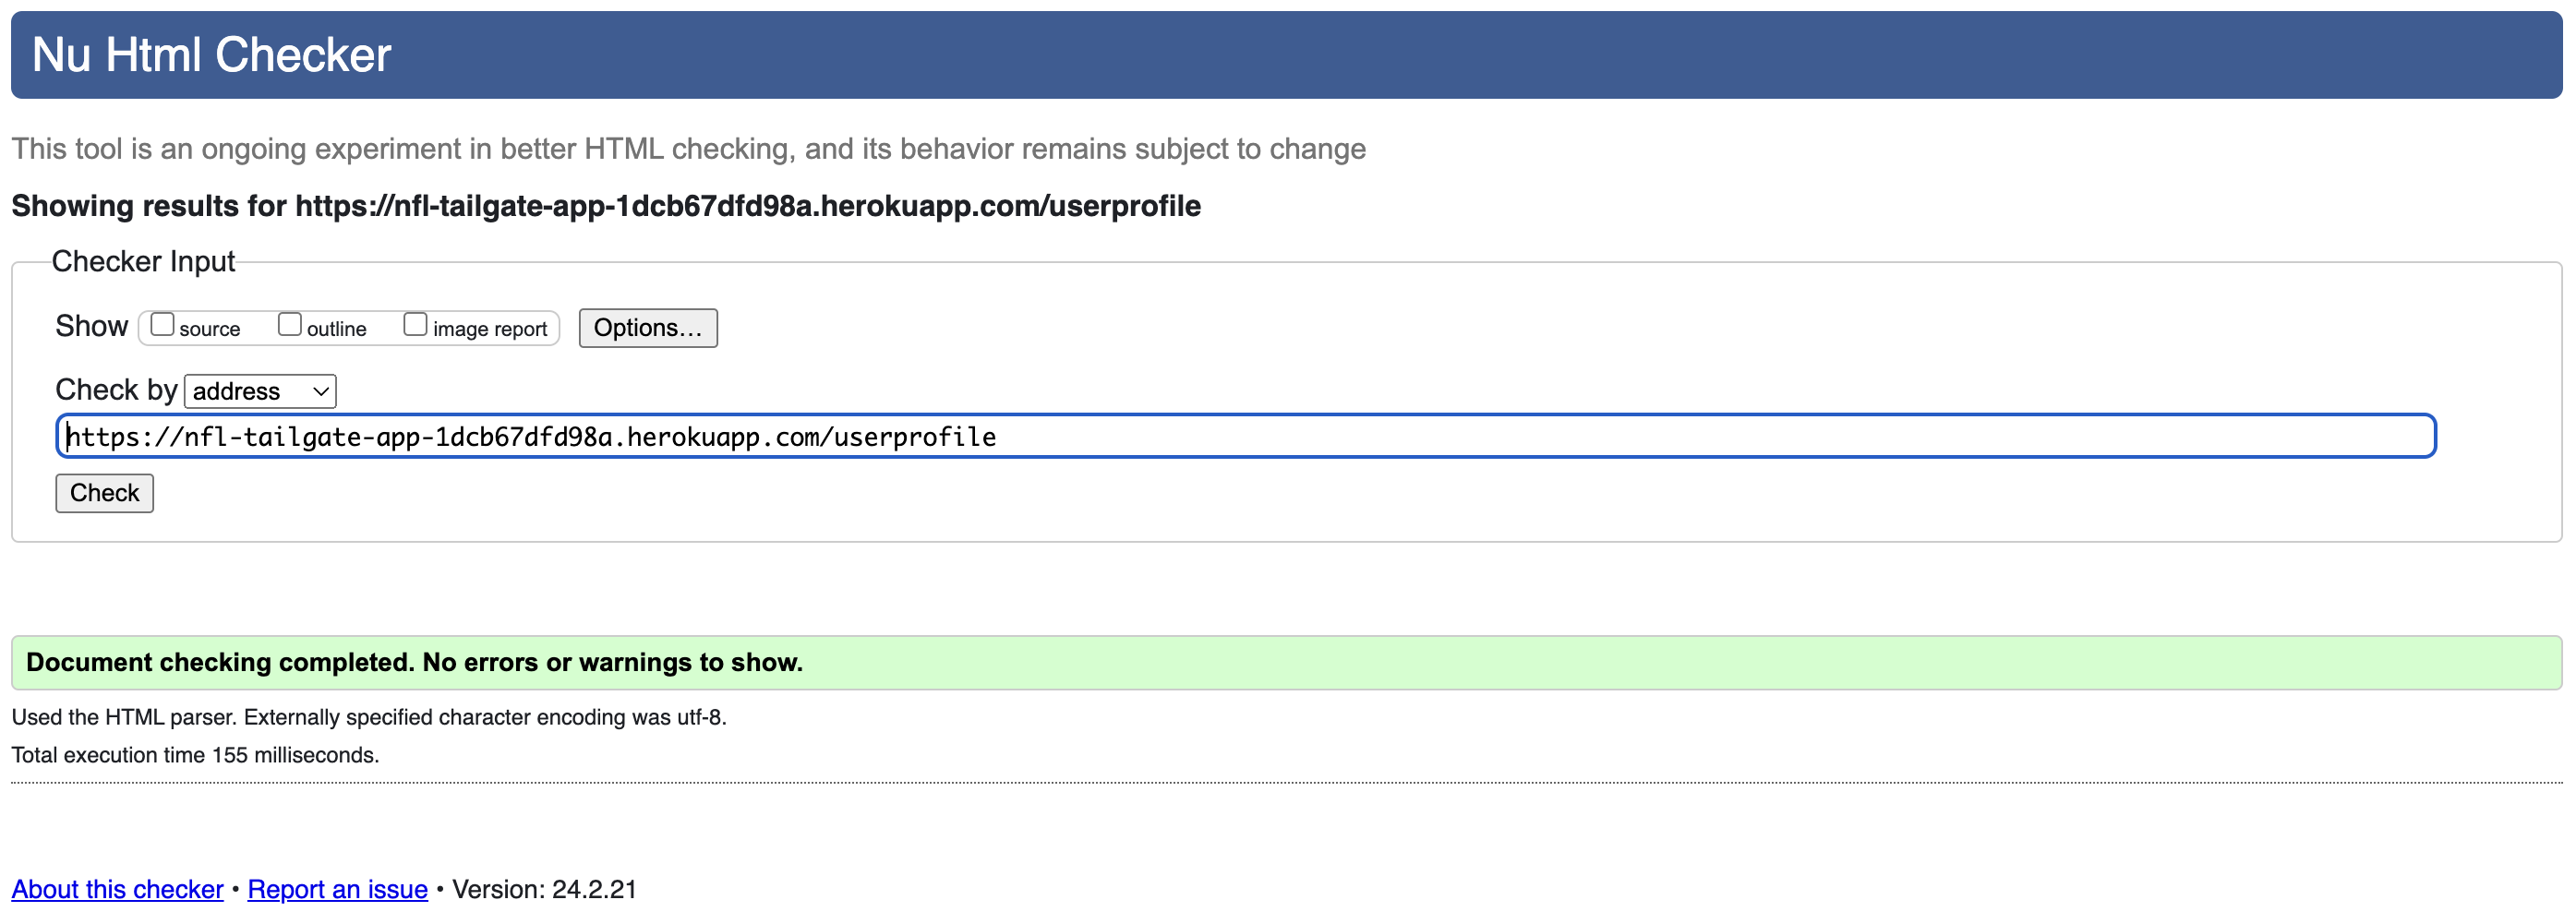 Nu Html Checker
This tool is an ongoing experiment in better HTML checking, and its behavior remains subject to change
Showing results for https://nfl-tailgate-app-1dcb67dfd98a.herokuapp.com/userprofile
Checker Input
Show source outline image report Options…
Check by address
https://nfl-tailgate-app-1dcb67dfd98a.herokuapp.com/userprofile
Check
Document checking completed. No errors or warnings to show.
Used the HTML parser. Externally specified character encoding was utf-8.
Total execution time 155 milliseconds.
About this checker • Report an issue • Version: 24.2.21